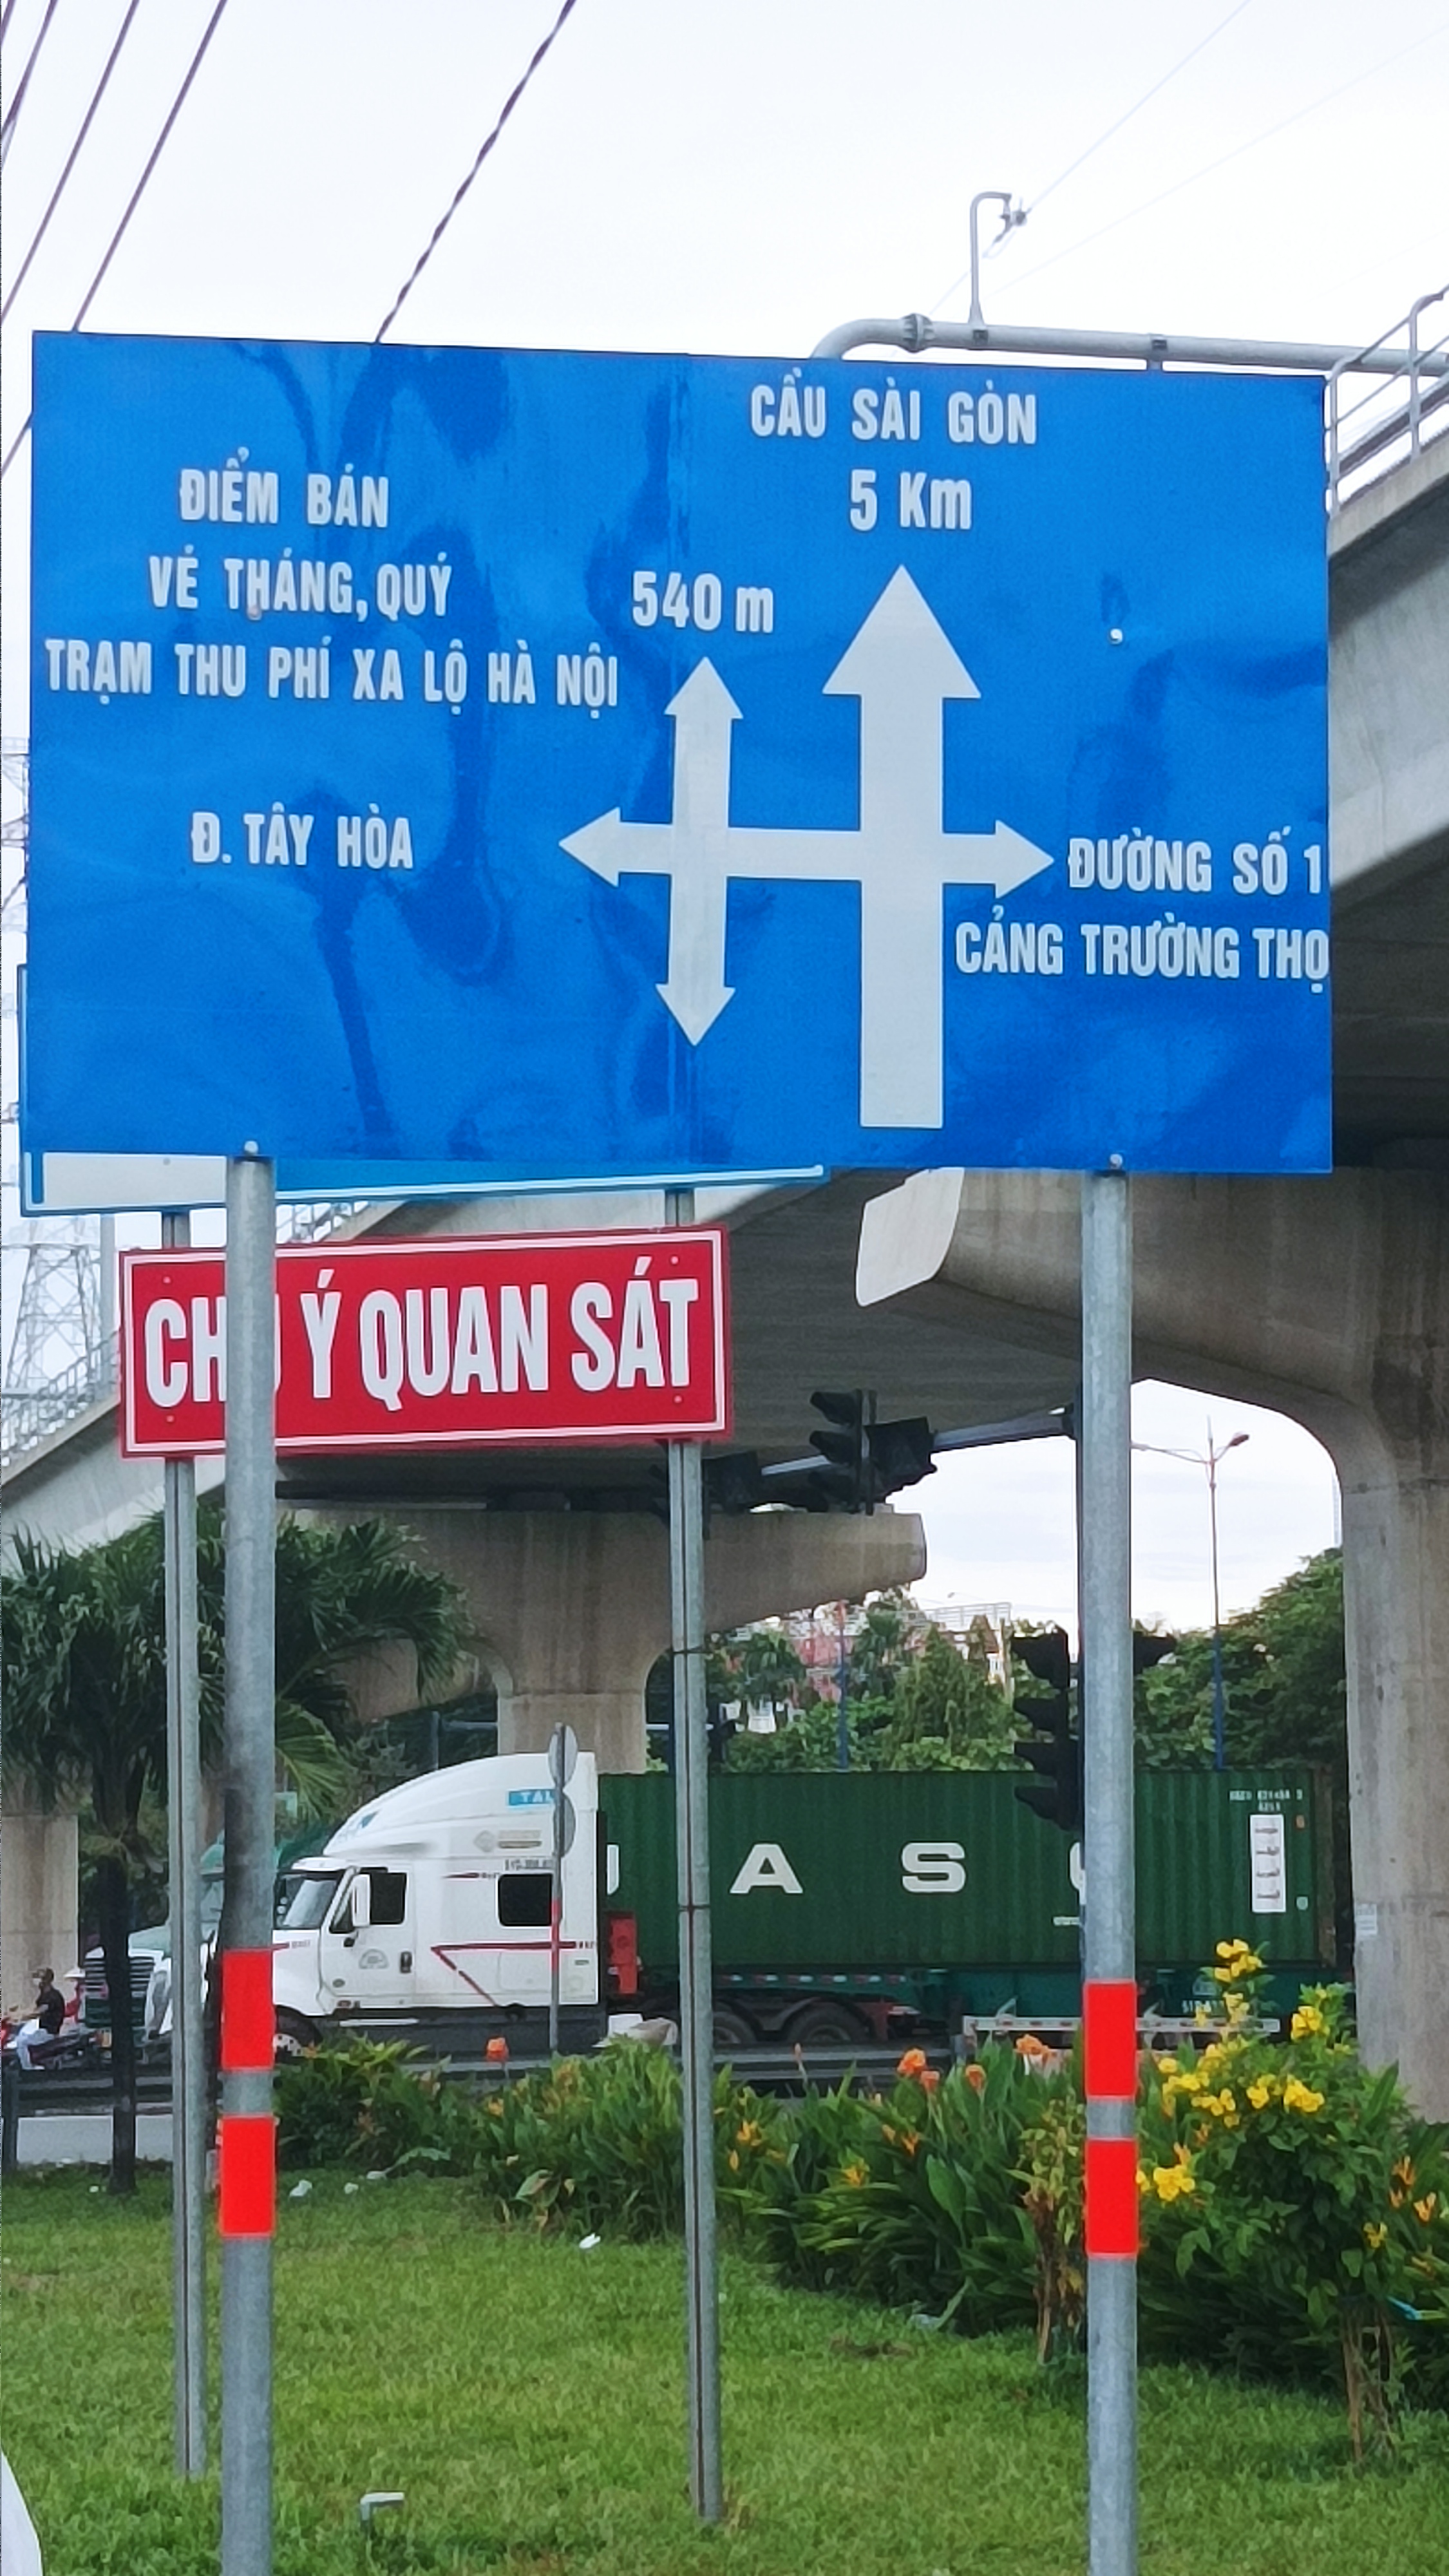 CẦU SÀI GÒN
5 Km
ĐIỂM BÁN
VÉ THÁNG, QUÝ
TRẠM THU PHÍ XA LỘ HÀ NỘI
540 m
Đ. TÂY HÒA
ĐƯỜNG SỐ 1
CẢNG TRƯỜNG THỌ
Ý QUAN SÁT
A S